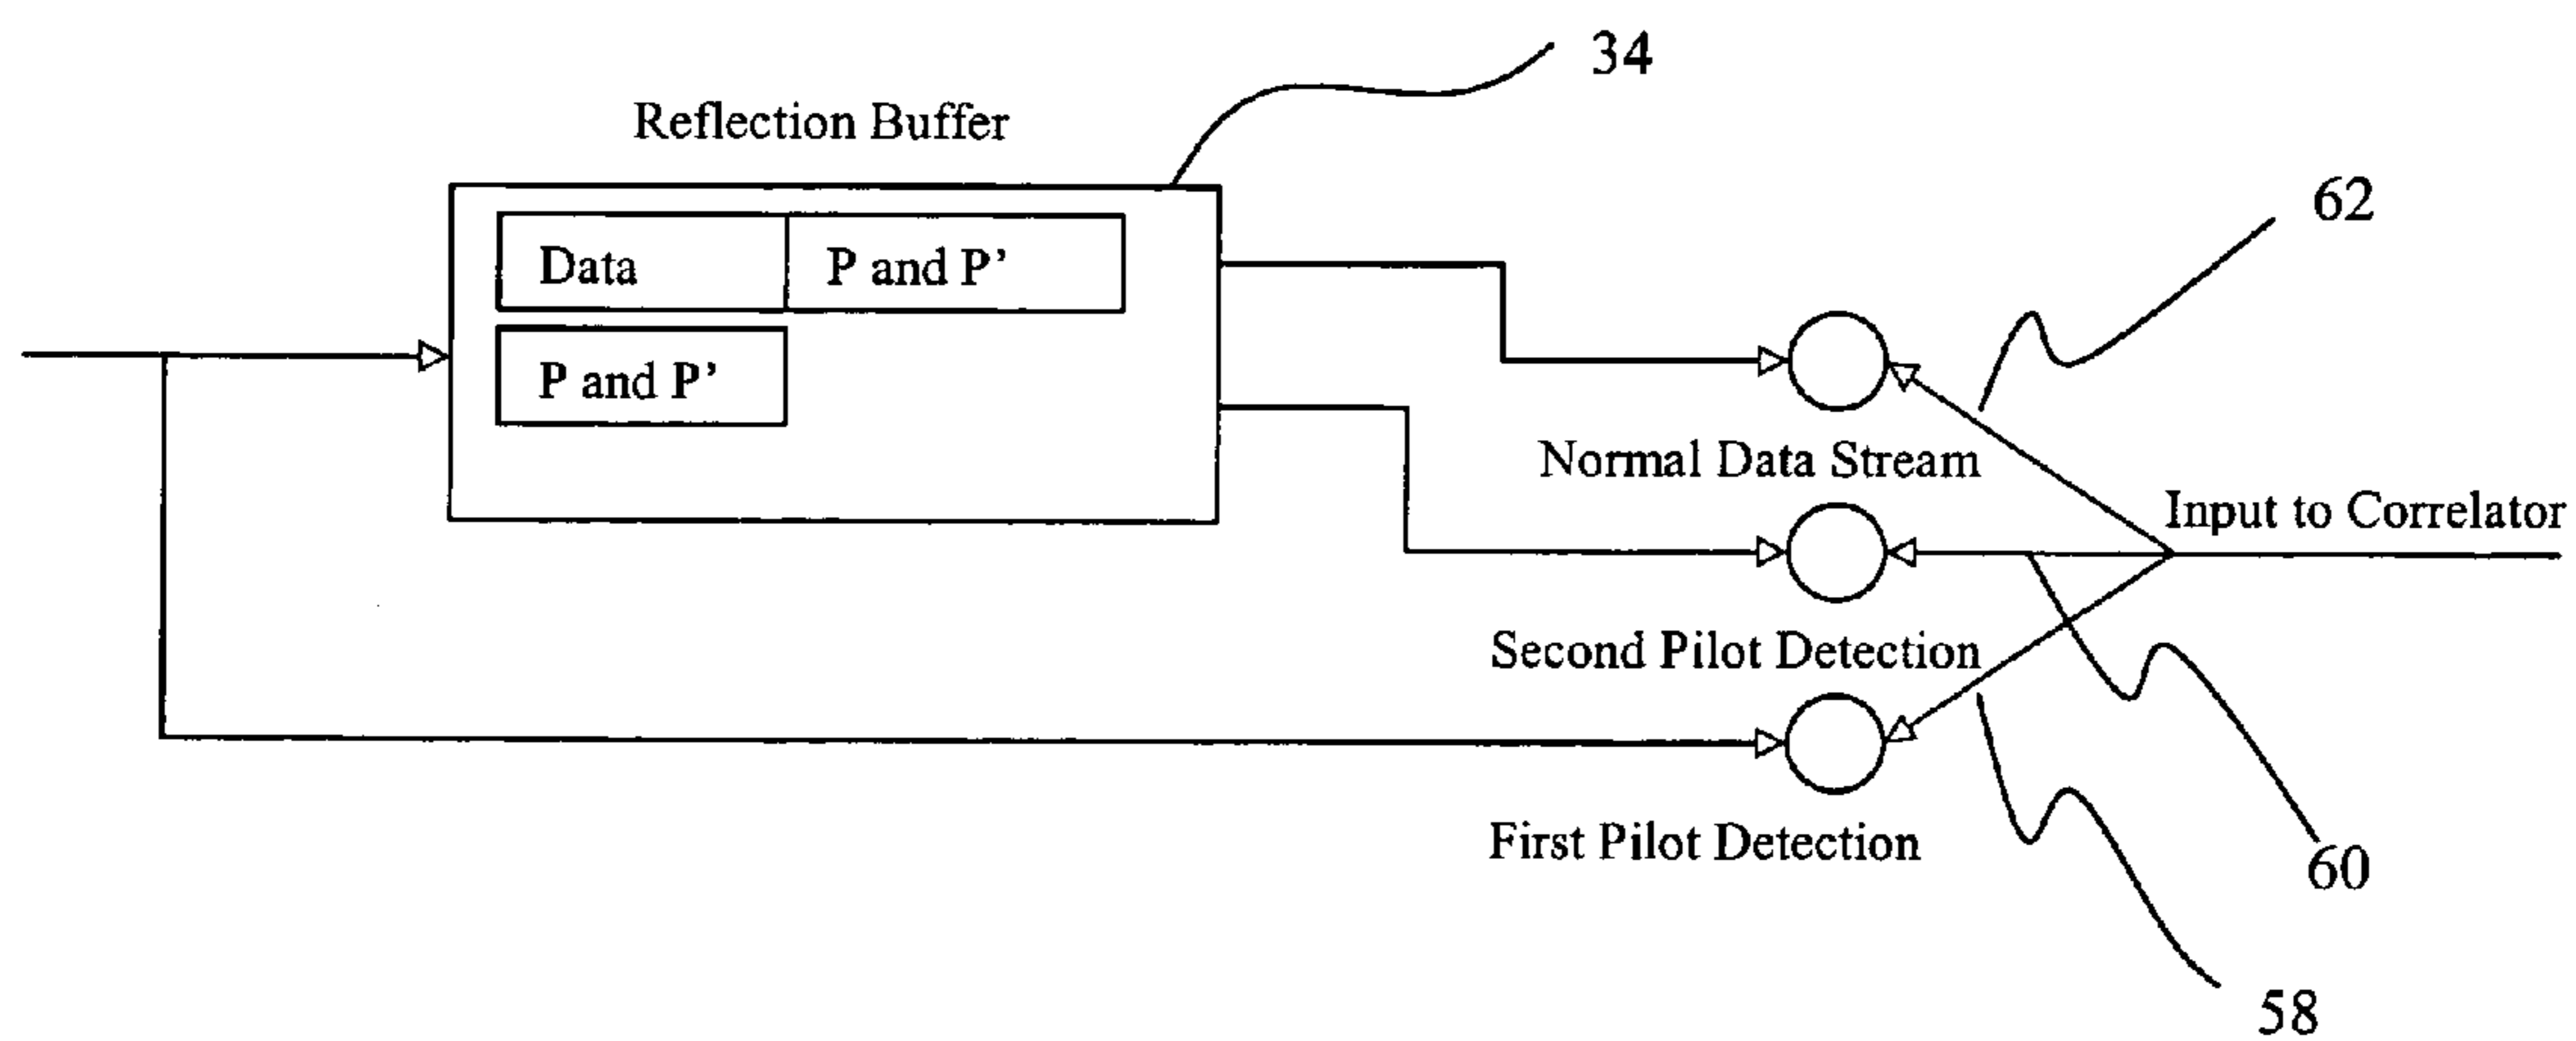 34
Reflection Buffer
62
Data
P and P’
P and P’
Normal Data Stream
Input to Correlator
Second Pilot Detection
First Pilot Detection
60
58